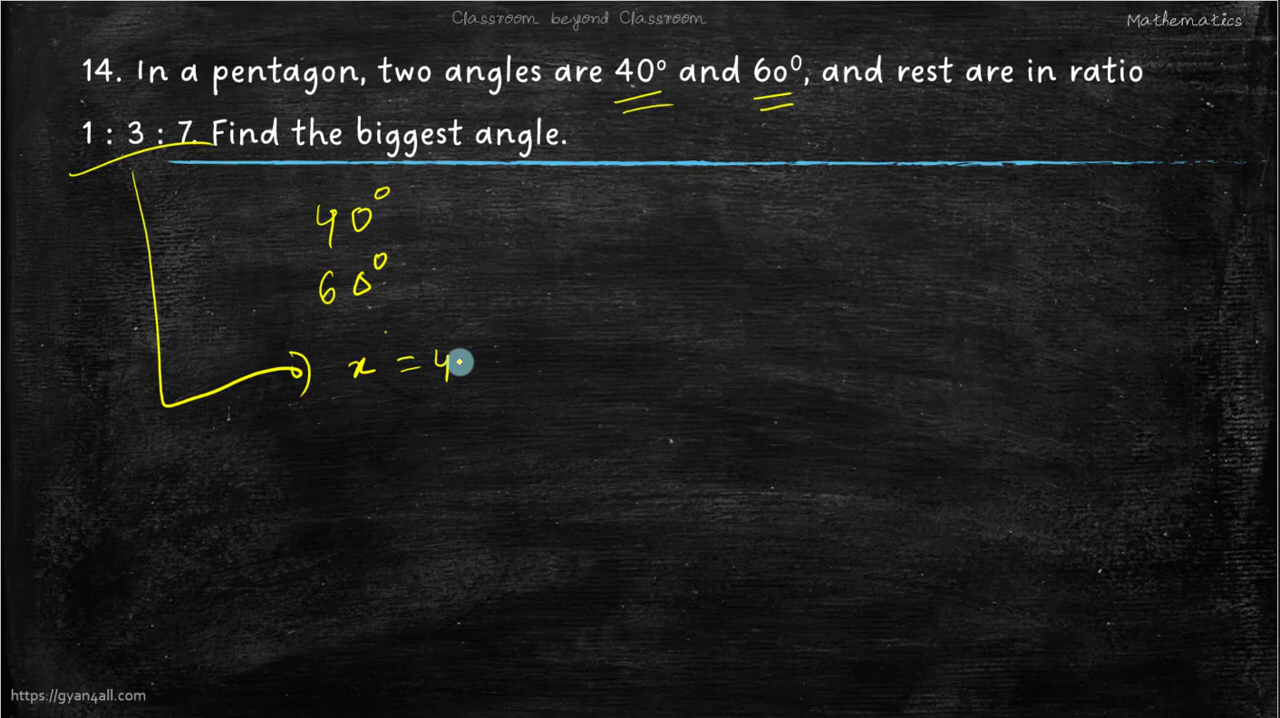 Classroom beyond Classroom
Mathematics
14. In a pentagon, two angles are 40° and 60⁰, and rest are in ratio
1 : 3 : 7. Find the biggest angle.
40°
60°
x = 4
https://gyan4all.com